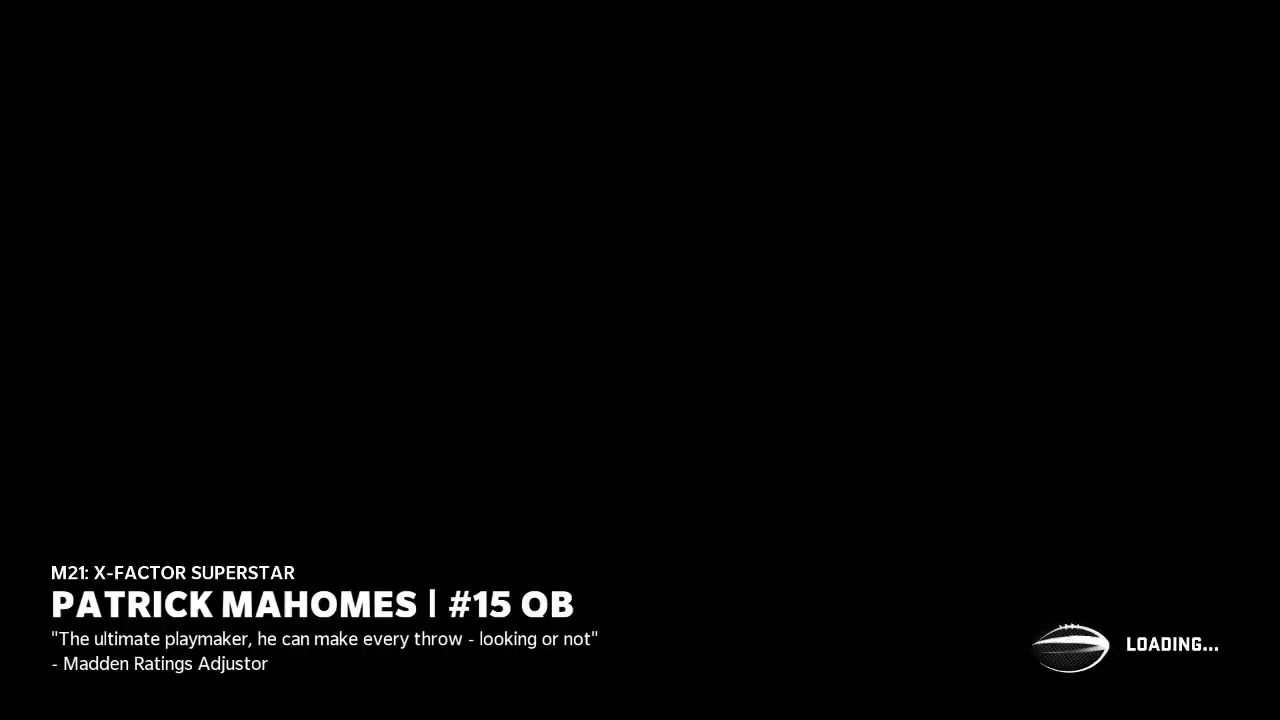 M21: X-FACTOR SUPERSTAR
PATRICK MAHOMES | #15 QB
"The ultimate playmaker, he can make every throw - looking or not"
- Madden Ratings Adjustor
LOADING...